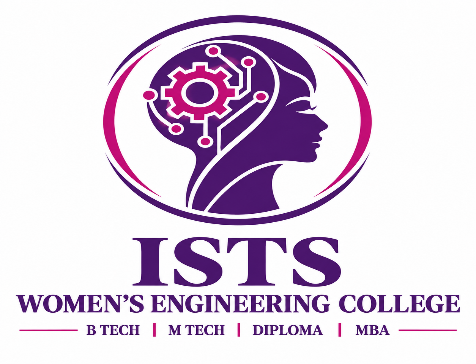 ISTS
WOMEN'S ENGINEERING COLLEGE
B TECH | M TECH | DIPLOMA | MBA